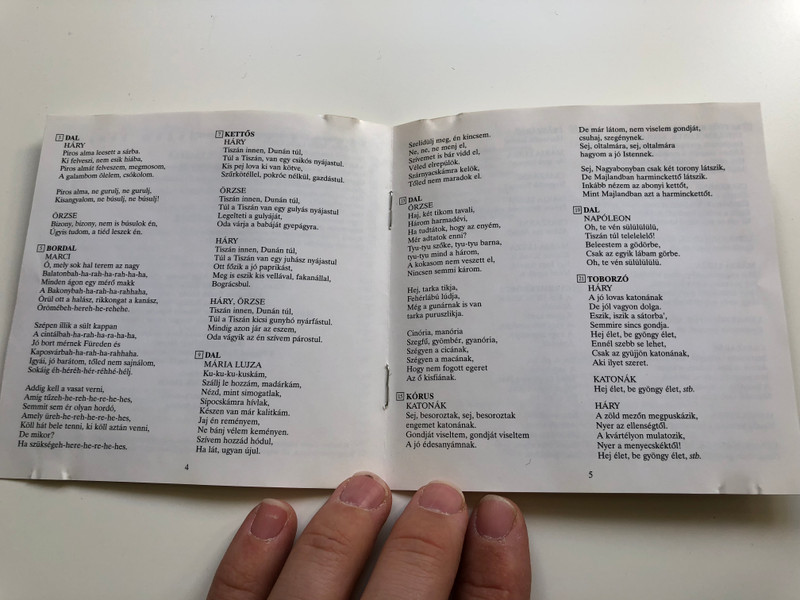 3 DAL
HÁRY
Piros alma leesett a sárba.
Ki felveszi, nem esik hiába,
Piros almát felveszem, megmosom,
A galambom ölelem, csókolom.
Piros alma, ne gurulj, ne gurulj,
Kisangyalom, ne búsulj, ne búsulj!
ÖRZSE
Bizony, bizony, nem is búsulok én,
Úgyis tudom, a tiéd leszek én.
5 BORDAL
MARCI
Ó, mely sok hal terem az nagy
Balatonbah-ha-rah-ha-rah-ha-ha,
Minden ágon egy mérő makk
A Bakonybah-ha-rah-ha-rahhaha,
Örül ott a halász, rikkongat a kanász,
Örömébeh-hereh-he-rehehe.
Szépen illik a sült kappan
A cintálbah-ha-rah-ha-ra-ha-ha,
Jó bort mérnek Füreden és
Kaposvárbah-ha-rah-ha-rahhaha.
Igyái, jó barátom, tőled nem sajnálom,
Sokáig éh-héréh-hér-réhhé-héhé.
Addig kell a vasat verni,
Amíg tüzeh-he-reh-he-re-he-hes,
Semmit sem ér olyan hordó,
Amely üreh-he-reh-he-re-he-hes,
Köll hát bele tenni, ki köll aztán venni,
De mikor?
Ha szükségeh-here-he-re-he-hes.
4
7 KETTŐS
HÁRY
Tiszán innen, Dunán túl,
Túl a Tiszán, van egy csikós nyájastul.
Kis pej lova ki van kötve,
Szűrkötéllel, pokróc nélkül, gazdástul.
ÖRZSE
Tiszán innen, Dunán túl,
Túl a Tiszán van egy gulyás nyájastul
Legelteti a gulyáját,
Oda várja a babáját gyepágyra.
HÁRY
Tiszán innen, Dunán túl,
Túl a Tiszán van egy juhász nyájastul
Ott főzik a jó paprikást,
Meg is eszik kis vellával, fakanállal,
Bográcsbul.
HÁRY, ÖRZSE
Tiszán innen, Dunán túl,
Túl a Tiszán kicsi gunyhó nyárfástul.
Mindig azon jár az eszem,
Oda vágyik az én szívem párostul.
DAL
MÁRIA LUJZA
Ku-ku-ku-kuskám,
Szállj le hozzám, madárkám,
Nézd, mint simogatlak,
Sipocskámra hívlak,
Készen van már kalitkám.
Jaj én reményem,
Ne bánj vélem keményen.
Szívem hozzád hódul,
Ha lát, ugyan újul.
Szelídülj meg, én kincsem.
Ne, ne, ne menj el,
Szívemet is bár vidd el,
Véled elrepülök.
Szárnyacskámra kelök,
Tőled nem maradok el.
DAL
ÖRZSE
Haj, két tikom tavali,
Három harmadévi,
Ha tudtátok, hogy az enyém,
Mér adtatok enni?
Tyu-tyu szőke, tyu-tyu barna,
tyu-tyu mind a három,
A kokasom nem veszett el,
Nincsen semmi károm.
Hej, tarka tikja,
Fehérlábú lúdja,
Még a gunárnak is van
tarka puruszlikja.
Cinória, manória
Szegfű, gyömbér, gyanória,
Szégyen a cicának,
Szégyen a macának,
Hogy nem fogott egeret
Az ő kisfiának.
15 KÓRUS
KATONÁK
Sej, besoroztak, sej, besoroztak
engemet katonának.
Gondját viseltem, gondját viseltem
A jó édesanyámnak.
De már itatom, nem viselem gondját,
csuhaj, szegénynek.
Sej, oltalmára, sej, oltalmára
hagyom a jó Istennek.
Sej, Nagyabonyban csak két torony látszik,
De Majlandban harminckettő látszik.
Inkább nézem az abonyi kettőt,
Mint Majlandban azt a harminckettőt.
DAL
NAPÓLEON
Oh, te vén sülülülülü,
Tiszán túl telelelelő!
Beleestem a gödörbe,
Csak az egyik lábam görbe.
Oh, te vén sülülülülü.
21 TOBORZÓ
HÁRY
A jó lovas katonának
De jól vagyon dolga.
Eszik, iszik a sátorba',
Semmire sincs gondja.
Hej élet, be gyöngy élet,
Ennél szebb se lehet,
Csak az gyüjjön katonának,
Aki ilyet szeret.
KATONÁK
Hej élet, be gyöngy élet, stb.
HÁRY
A zöld mezőn megpuskázik,
Nyer az ellenségtől.
A kvártélyon mulatozik,
Nyer a menyecskéktől!
Hej élet, be gyöngy élet, stb.
5